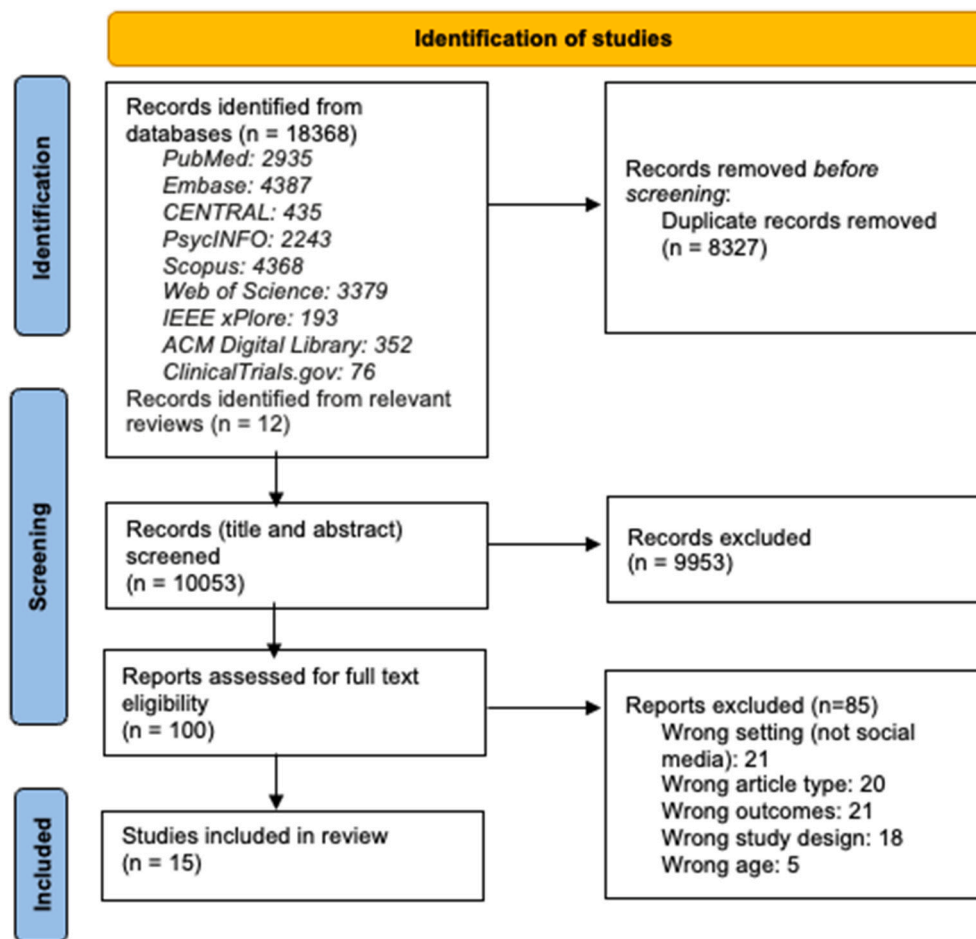 Identification of studies
Identification
Records identified from
databases (n = 18368)
PubMed: 2935
Embase: 4387
CENTRAL: 435
PsycINFO: 2243
Scopus: 4368
Web of Science: 3379
IEEE xPlore: 193
ACM Digital Library: 352
ClinicalTrials.gov: 76
Records identified from relevant
reviews (n = 12)
Records removed before
screening:
Duplicate records removed
(n = 8327)
Screening
Records (title and abstract)
screened
(n = 10053)
Records excluded
(n = 9953)
Reports assessed for full text
eligibility
(n = 100)
Reports excluded (n=85)
Wrong setting (not social
media): 21
Wrong article type: 20
Wrong outcomes: 21
Wrong study design: 18
Wrong age: 5
Included
Studies included in review
(n = 15)